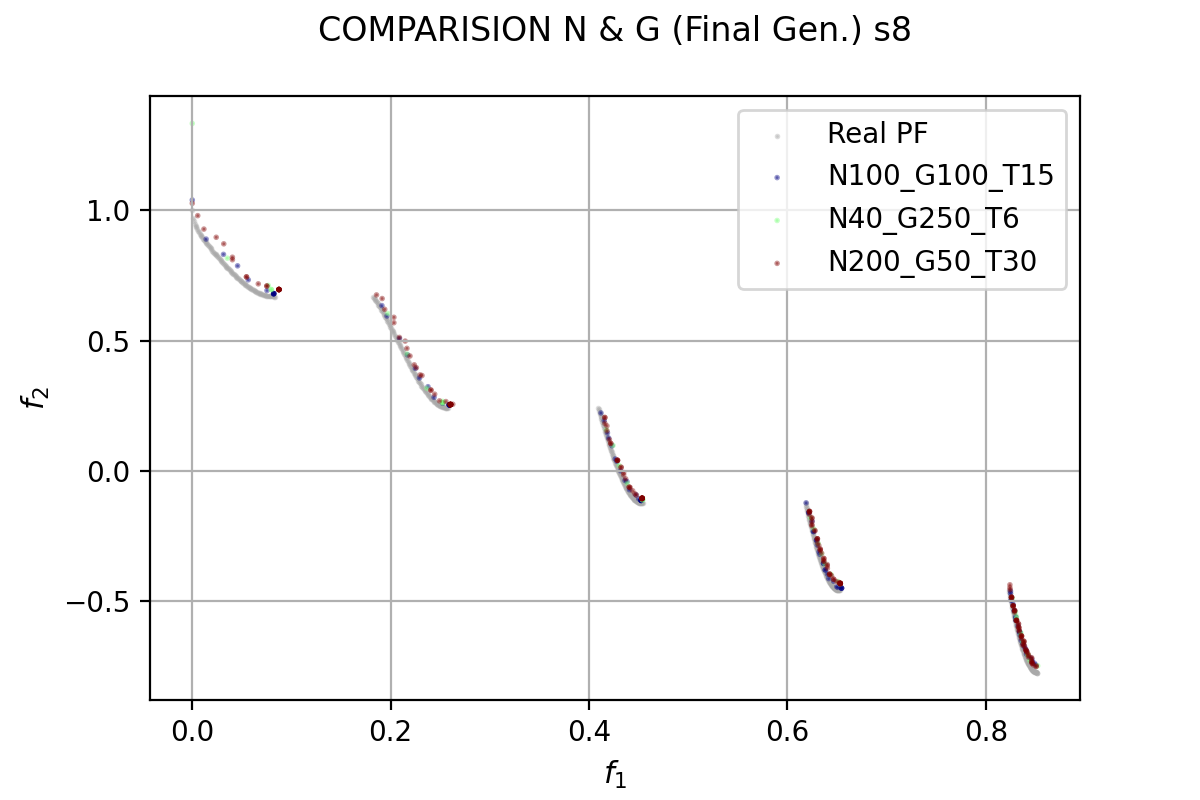 COMPARISION N & G (Final Gen.) s8
Real PF
N100_G100_T15
N40_G250_T6
N200_G50_T30
1.0
0.5
0.0
−0.5
f2
0.0 0.2 0.4 0.6 0.8
f1